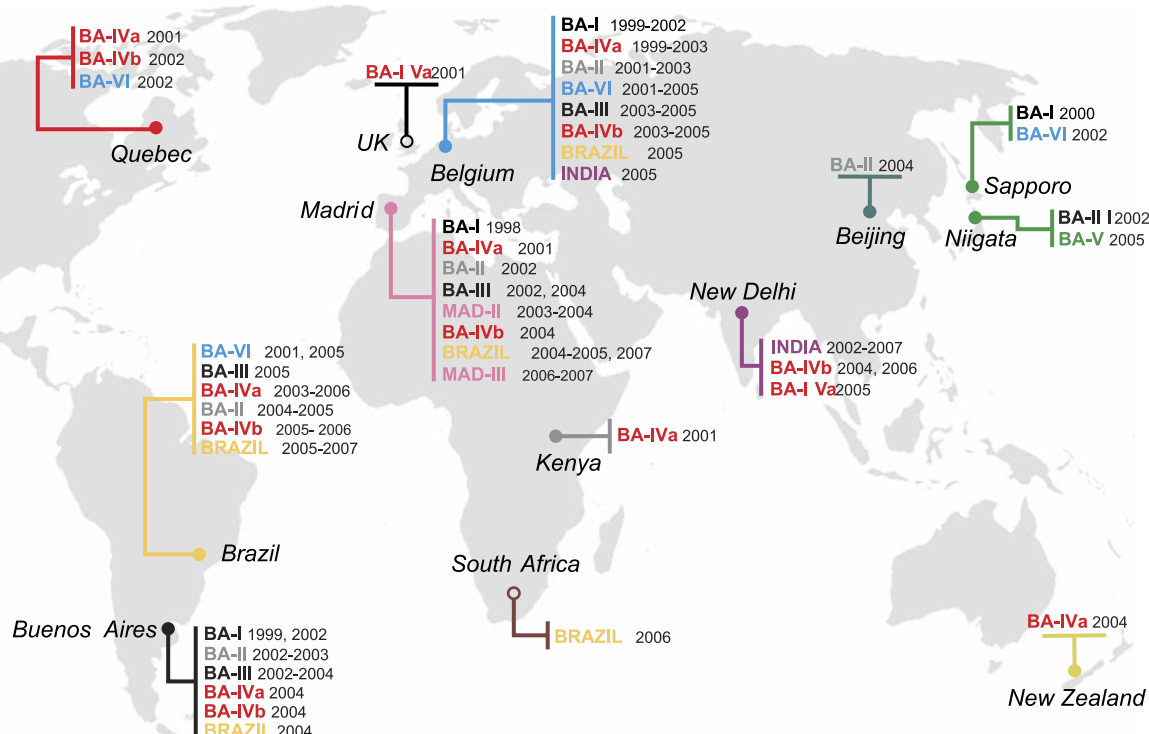 BA-IVa 2001
BA-IVb 2002
BA-VI 2002
Quebec
BA-I Va2001
UK
BA-I 1999-2002
BA-IVa 1999-2003
BA-II 2001-2003
BA-VI 2001-2005
BA-III 2003-2005
BA-IVb 2003-2005
BRAZIL 2005
INDIA 2005
Belgium
BA-I 2000
BA-VI 2002
Sapporo
BA-II 2004
Beijing
BA-II I 2002
BA-V 2005
Niigata
Madrid
BA-I 1998
BA-IVa 2001
BA-II 2002
BA-III 2002, 2004
MAD-II 2003-2004
BA-IVb 2004
BRAZIL 2004-2005, 2007
MAD-III 2006-2007
New Delhi
INDIA 2002-2007
BA-IVb 2004, 2006
BA-I Va2005
BA-VI 2001, 2005
BA-III 2005
BA-IVa 2003-2006
BA-II 2004-2005
BA-IVb 2005- 2006
BRAZIL 2005-2007
Brazil
BA-IVa 2001
Kenya
South Africa
BRAZIL 2006
Buenos Aires
BA-I 1999, 2002
BA-II 2002-2003
BA-III 2002-2004
BA-IVa 2004
BA-IVb 2004
BRAZIL 2004
BA-IVa 2004
New Zealand